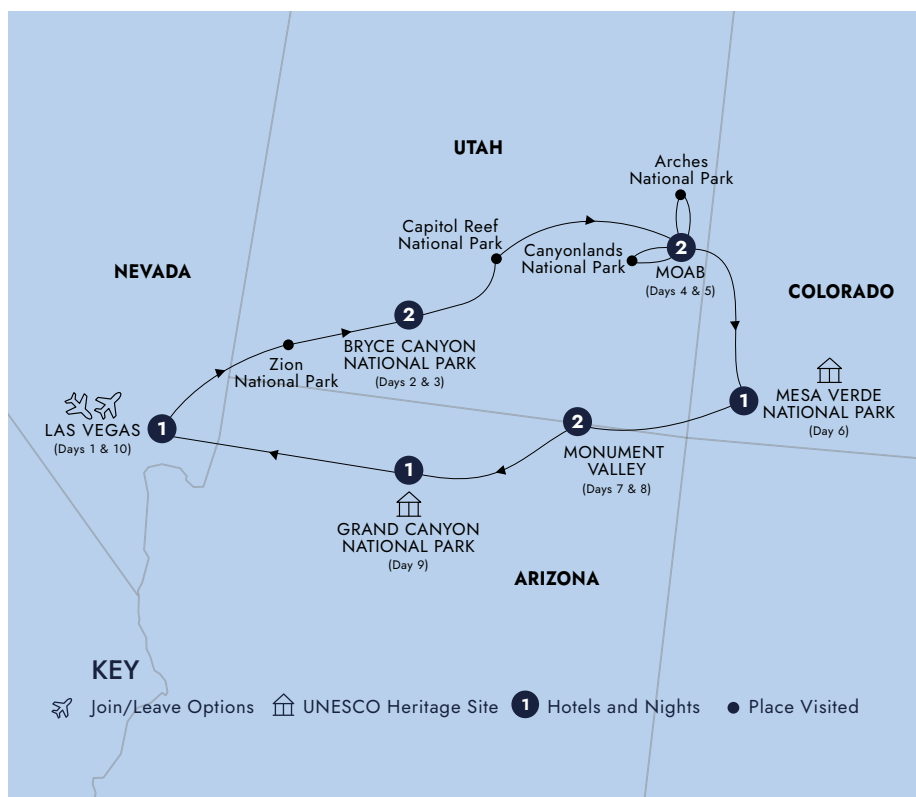 UTAH
Arches
National Park
Capitol Reef
National Park
Canyonlands
National Park
2
MOAB
(Days 4 & 5)
NEVADA
COLORADO
2
BRYCE CANYON
NATIONAL PARK
(Days 2 & 3)
Zion
National Park
MESA VERDE
NATIONAL PARK
(Day 6)
1
LAS VEGAS
(Days 1 & 10)
1
2
MONUMENT
VALLEY
(Days 7 & 8)
1
GRAND CANYON
NATIONAL PARK
(Day 9)
ARIZONA
KEY
Join/Leave Options
UNESCO Heritage Site
1
Hotels and Nights
Place Visited